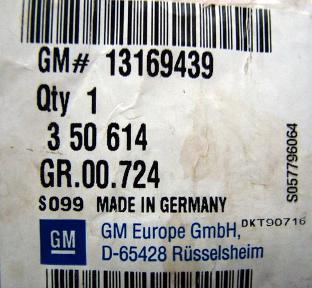 GM# 13169439
Qty 1
3 50 614
GR.00.724
S099 MADE IN GERMANY
GM GM Europe GmbH, DKT90716
D-65428 Rüsselsheim
S057796064